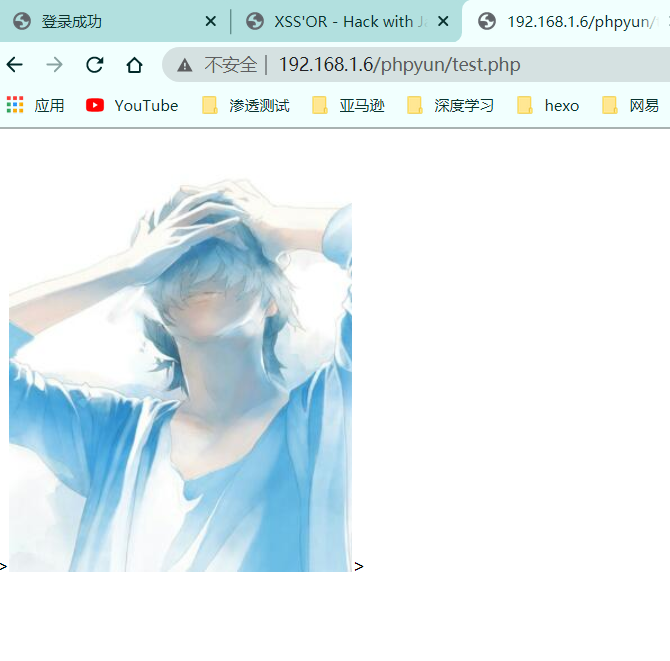 登录成功
XSS'OR - Hack with Ja
192.168.1.6/phpyun/
不安全 | 192.168.1.6/phpyun/test.php
应用 YouTube 渗透测试 亚马逊 深度学习 hexo 网易
> >